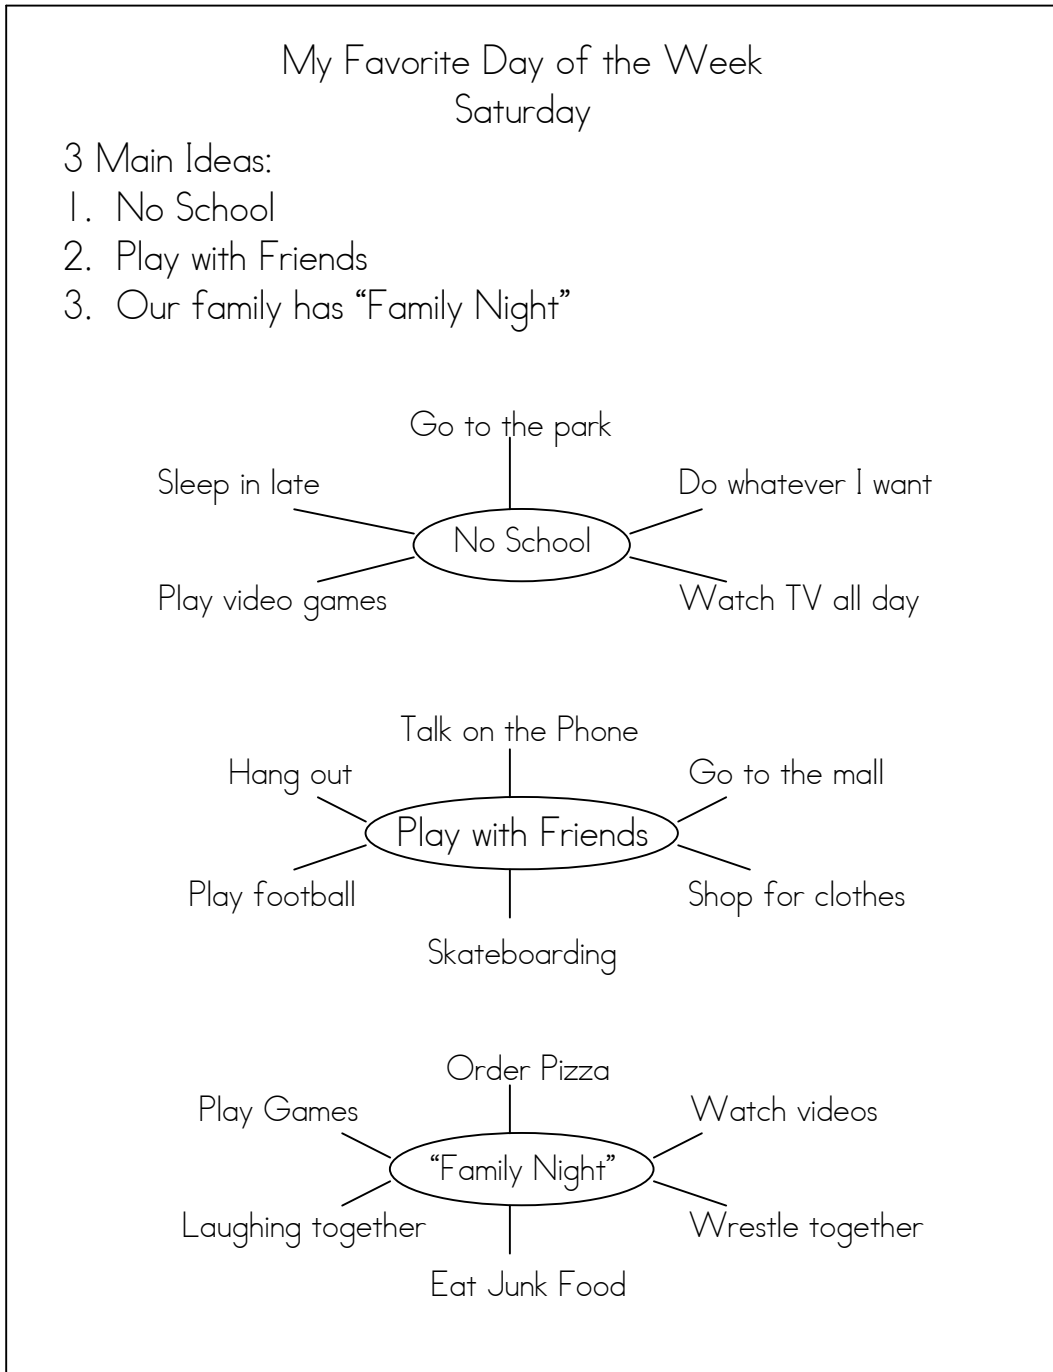 My Favorite Day of the Week
Saturday
3 Main Ideas:
1. No School
2. Play with Friends
3. Our family has “Family Night”
Go to the park
Sleep in late
Do whatever I want
No School
Play video games
Watch TV all day
Talk on the Phone
Hang out
Go to the mall
Play with Friends
Play football
Shop for clothes
Skateboarding
Order Pizza
Play Games
Watch videos
“Family Night”
Laughing together
Wrestle together
Eat Junk Food